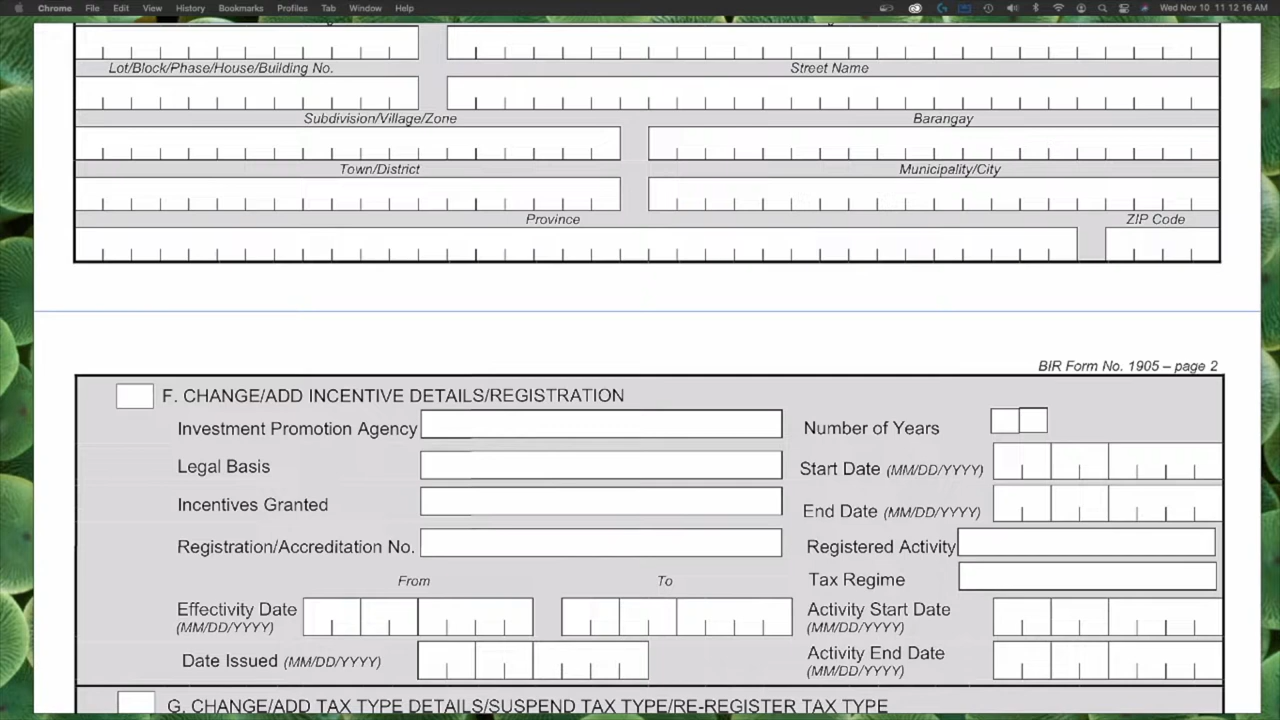 Chrome File Edit View History Bookmarks Profiles Tab Window Help Wed Nov 10 11 12 16 AM
Lot/Block/Phase/House/Building No. Street Name
Subdivision/Village/Zone Barangay
Town/District Municipality/City
Province ZIP Code
BIR Form No. 1905 – page 2
F. CHANGE/ADD INCENTIVE DETAILS/REGISTRATION
Investment Promotion Agency Number of Years
Legal Basis Start Date (MM/DD/YYYY)
Incentives Granted End Date (MM/DD/YYYY)
Registration/Accreditation No. Registered Activity
From To Tax Regime
Effectivity Date Activity Start Date
(MM/DD/YYYY) (MM/DD/YYYY)
Date Issued (MM/DD/YYYY) Activity End Date
(MM/DD/YYYY)
G. CHANGE/ADD TAX TYPE DETAILS/SUSPEND TAX TYPE/RE-REGISTER TAX TYPE